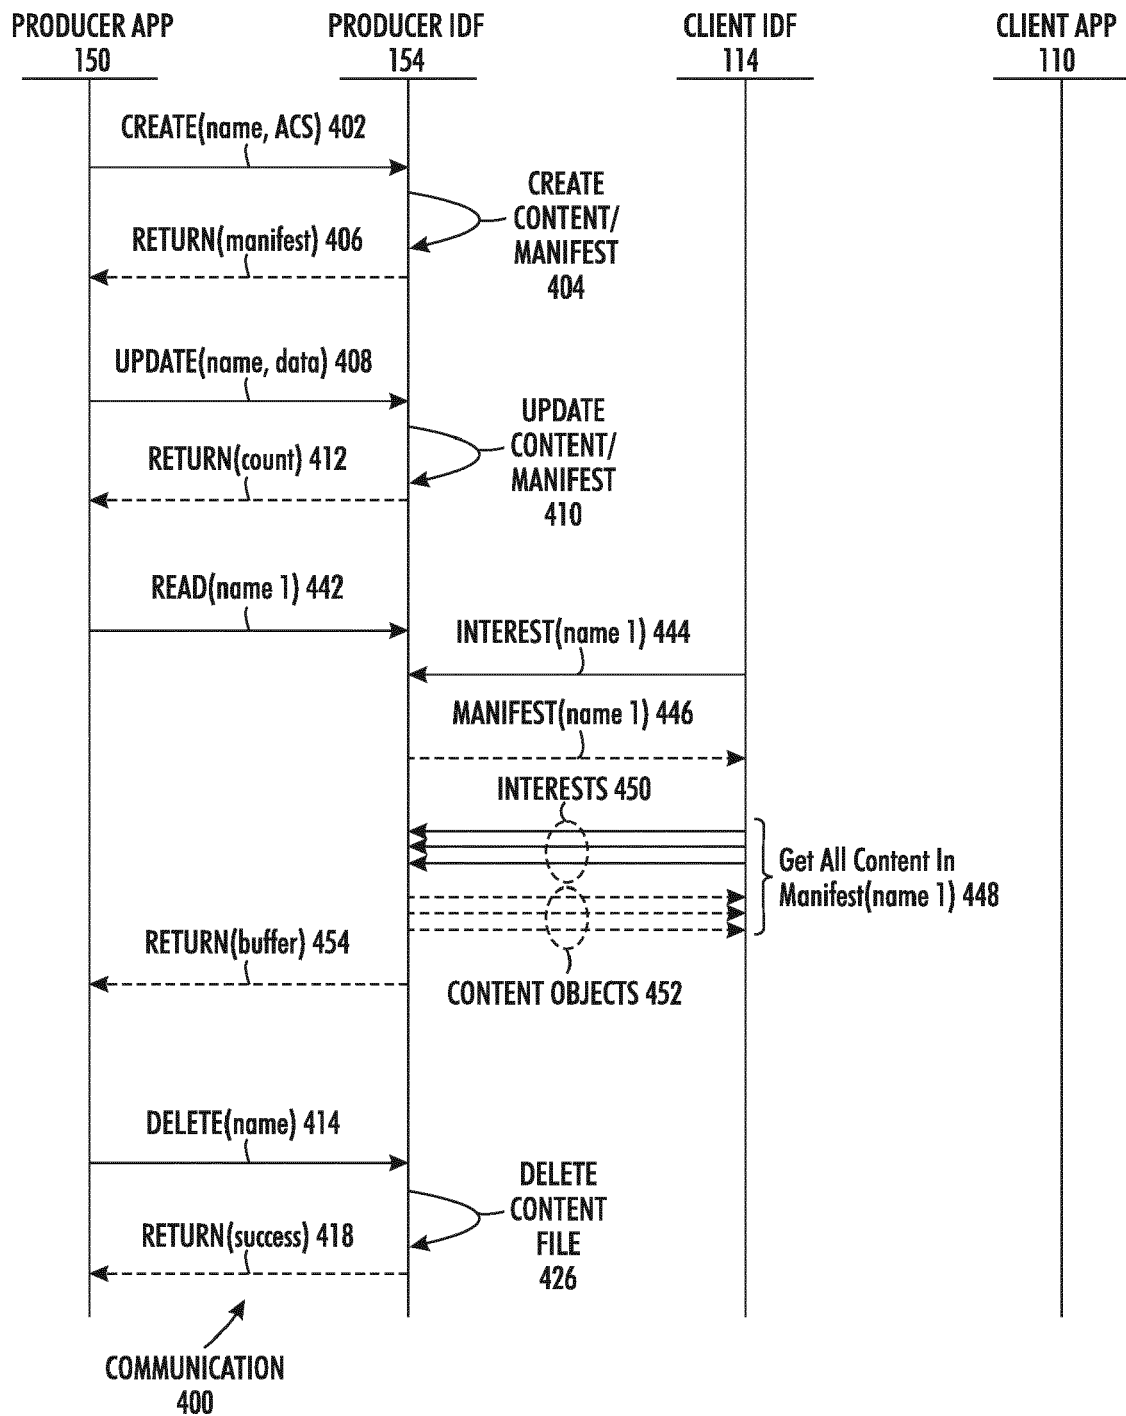 PRODUCER APP
150
PRODUCER IDF
154
CLIENT IDF
114
CLIENT APP
110
CREATE(name, ACS) 402
CREATE
CONTENT/
MANIFEST
404
RETURN(manifest) 406
UPDATE(name, data) 408
UPDATE
CONTENT/
MANIFEST
410
RETURN(count) 412
READ(name 1) 442
INTEREST(name 1) 444
MANIFEST(name 1) 446
INTERESTS 450
Get All Content In
Manifest(name 1) 448
RETURN(buffer) 454
CONTENT OBJECTS 452
DELETE(name) 414
DELETE
CONTENT
FILE
426
RETURN(success) 418
COMMUNICATION
400